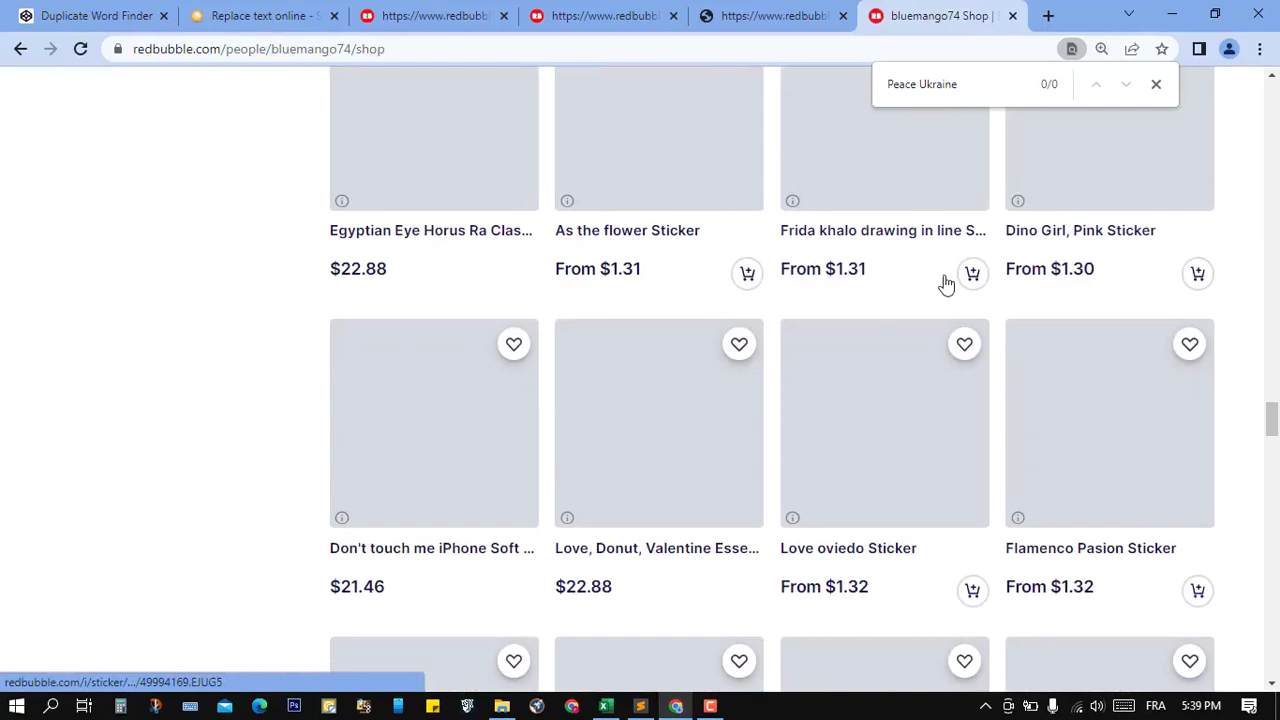 Duplicate Word Finder
Replace text online - S
https://www.redbubbl
https://www.redbubbl
https://www.redbubbl
bluemango74 Shop | R
redbubble.com/people/bluemango74/shop
Peace Ukraine
0/0
Egyptian Eye Horus Ra Clas...
As the flower Sticker
Frida khalo drawing in line S...
Dino Girl, Pink Sticker
$22.88
From $1.31
From $1.31
From $1.30
Don't touch me iPhone Soft ...
Love, Donut, Valentine Esse...
Love oviedo Sticker
Flamenco Pasion Sticker
$21.46
$22.88
From $1.32
From $1.32
redbubble.com/i/sticker/.../49994169.EJUG5
FRA
5:39 PM